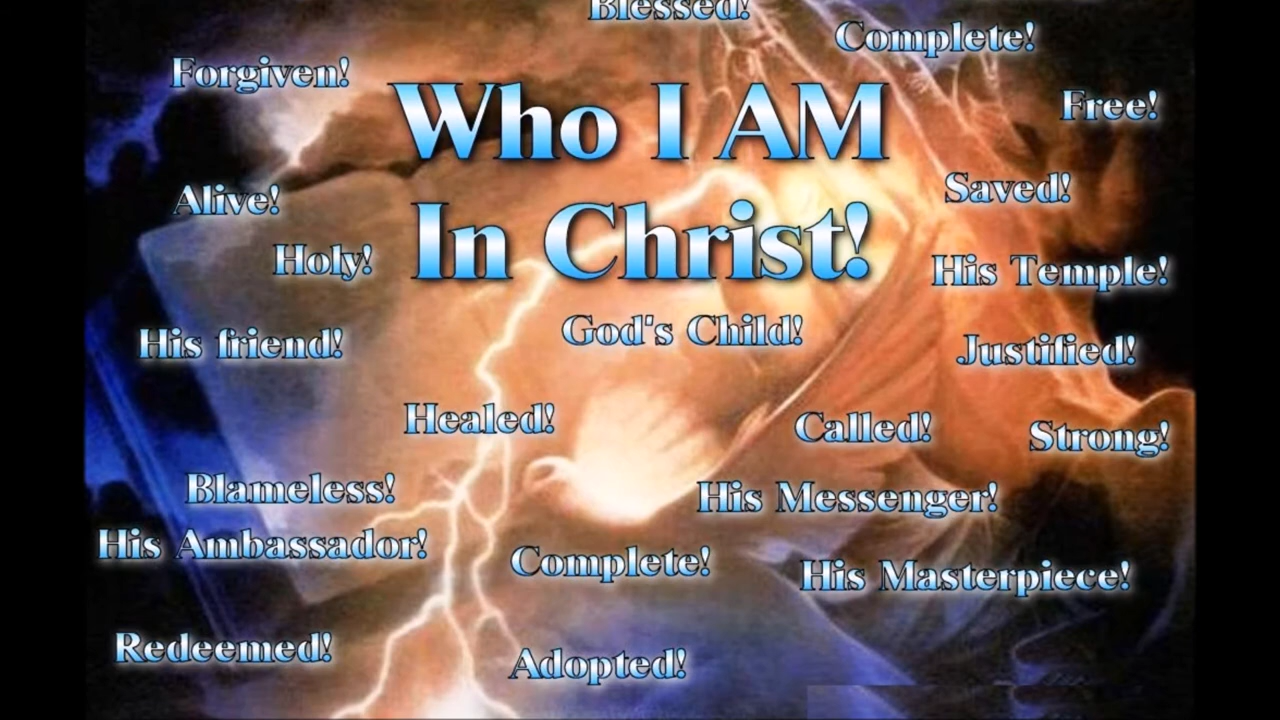 Blessed!
Complete!
Forgiven!
Free!
Who I AM
In Christ!
Alive!
Saved!
Holy!
His Temple!
His friend!
God's Child!
Justified!
Healed!
Called!
Strong!
Blameless!
His Messenger!
His Ambassador!
Complete!
His Masterpiece!
Redeemed!
Adopted!